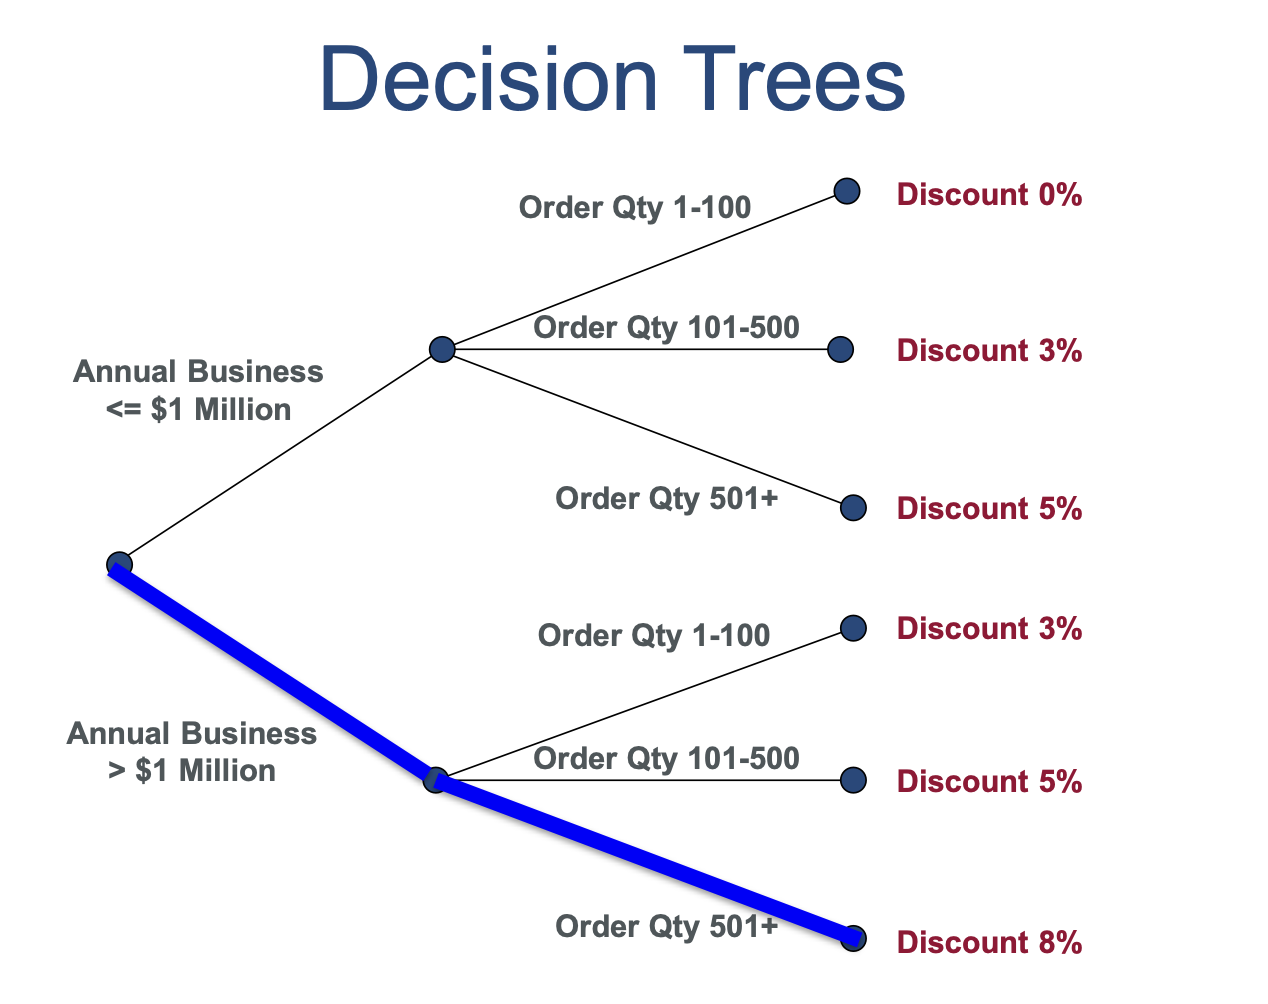 Decision Trees
Order Qty 1-100
Discount 0%
Order Qty 101-500
Discount 3%
Annual Business
<= $1 Million
Order Qty 501+
Discount 5%
Order Qty 1-100
Discount 3%
Annual Business
> $1 Million
Order Qty 101-500
Discount 5%
Order Qty 501+
Discount 8%